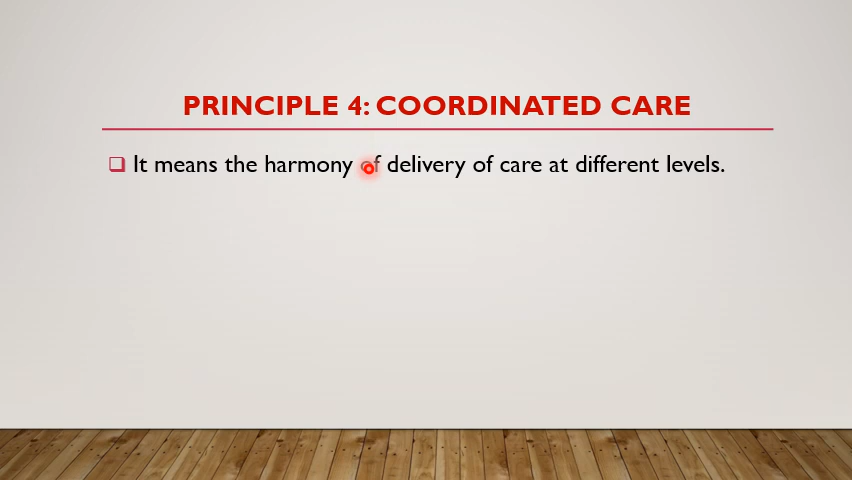 PRINCIPLE 4: COORDINATED CARE
It means the harmony of delivery of care at different levels.